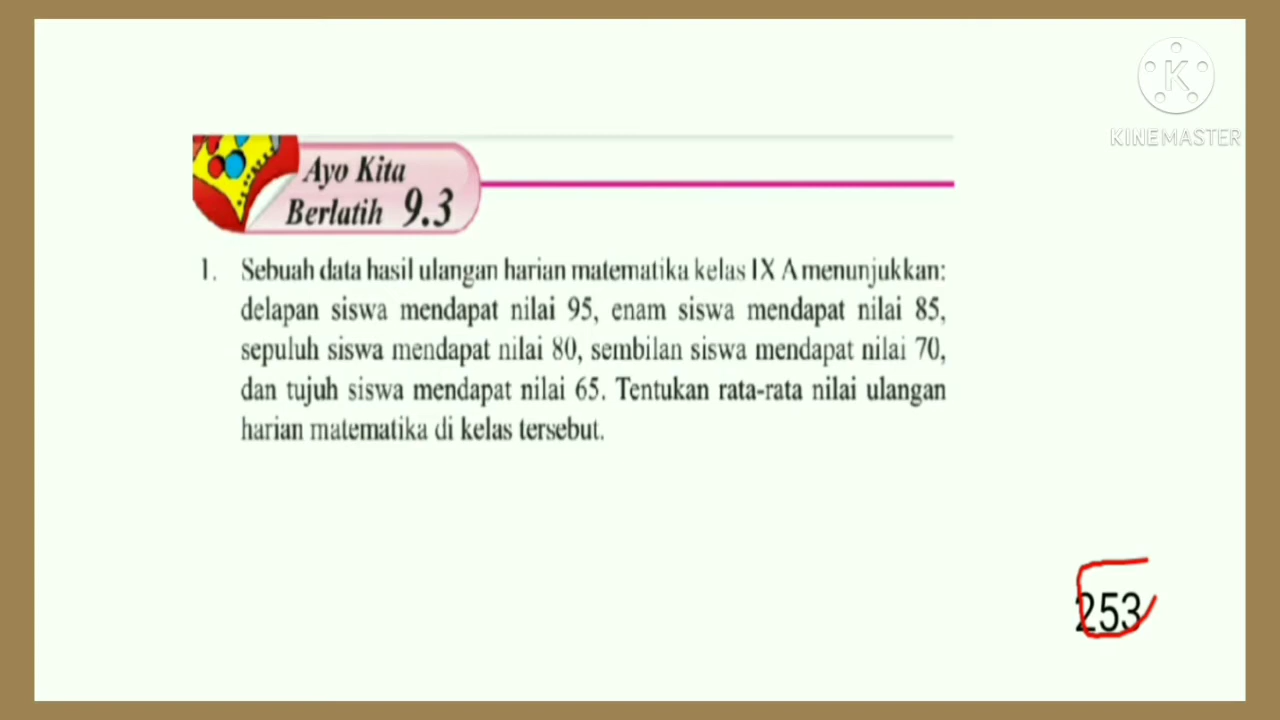 KINEMASTER
Ayo Kita
Berlatih 9.3
1. Sebuah data hasil ulangan harian matematika kelas IX A menunjukkan:
delapan siswa mendapat nilai 95, enam siswa mendapat nilai 85,
sepuluh siswa mendapat nilai 80, sembilan siswa mendapat nilai 70,
dan tujuh siswa mendapat nilai 65. Tentukan rata-rata nilai ulangan
harian matematika di kelas tersebut.
253